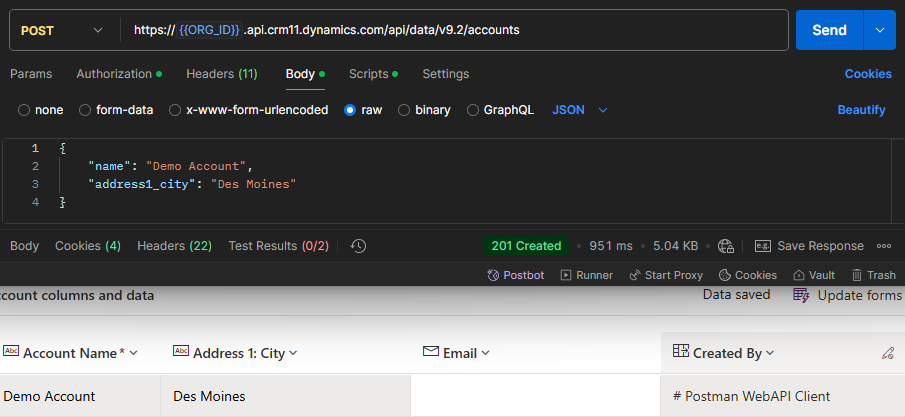 POST https://{{ORG_ID}}.api.crm11.dynamics.com/api/data/v9.2/accounts Send
Params Authorization Headers (11) Body Scripts Settings Cookies
none form-data x-www-form-urlencoded raw binary GraphQL JSON Beautify
1 {
2 "name": "Demo Account",
3 "address1_city": "Des Moines"
4 }
Body Cookies (4) Headers (22) Test Results (0/2) 201 Created 951 ms 5.04 KB e.g. Save Response
Postbot Runner Start Proxy Cookies Vault Trash
ccount columns and data Data saved Update forms
Abc Account Name* Abc Address 1: City Email Created By
Demo Account Des Moines # Postman WebAPI Client